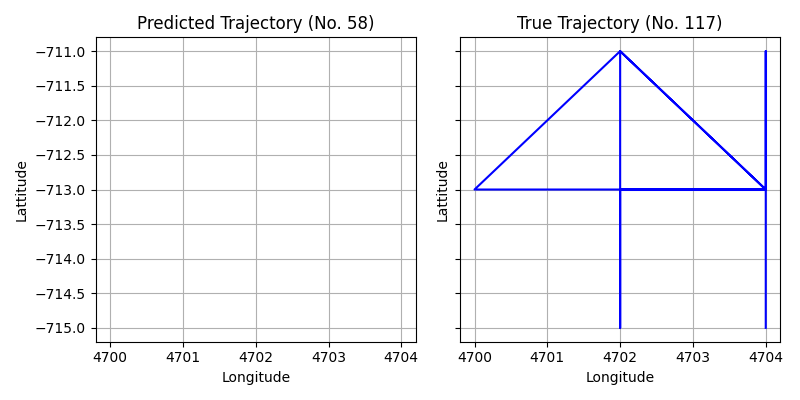 Predicted Trajectory (No. 58)
True Trajectory (No. 117)
−711.0
−711.5
−712.0
−712.5
−713.0
−713.5
−714.0
−714.5
−715.0
Lattitude
Lattitude
4700 4701 4702 4703 4704
4700 4701 4702 4703 4704
Longitude
Longitude